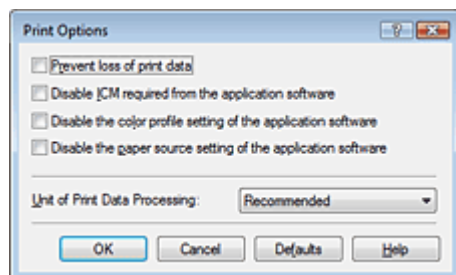 Print Options
Prevent loss of print data
Disable ICM required from the application software
Disable the color profile setting of the application software
Disable the paper source setting of the application software
Unit of Print Data Processing: Recommended
OK Cancel Defaults Help